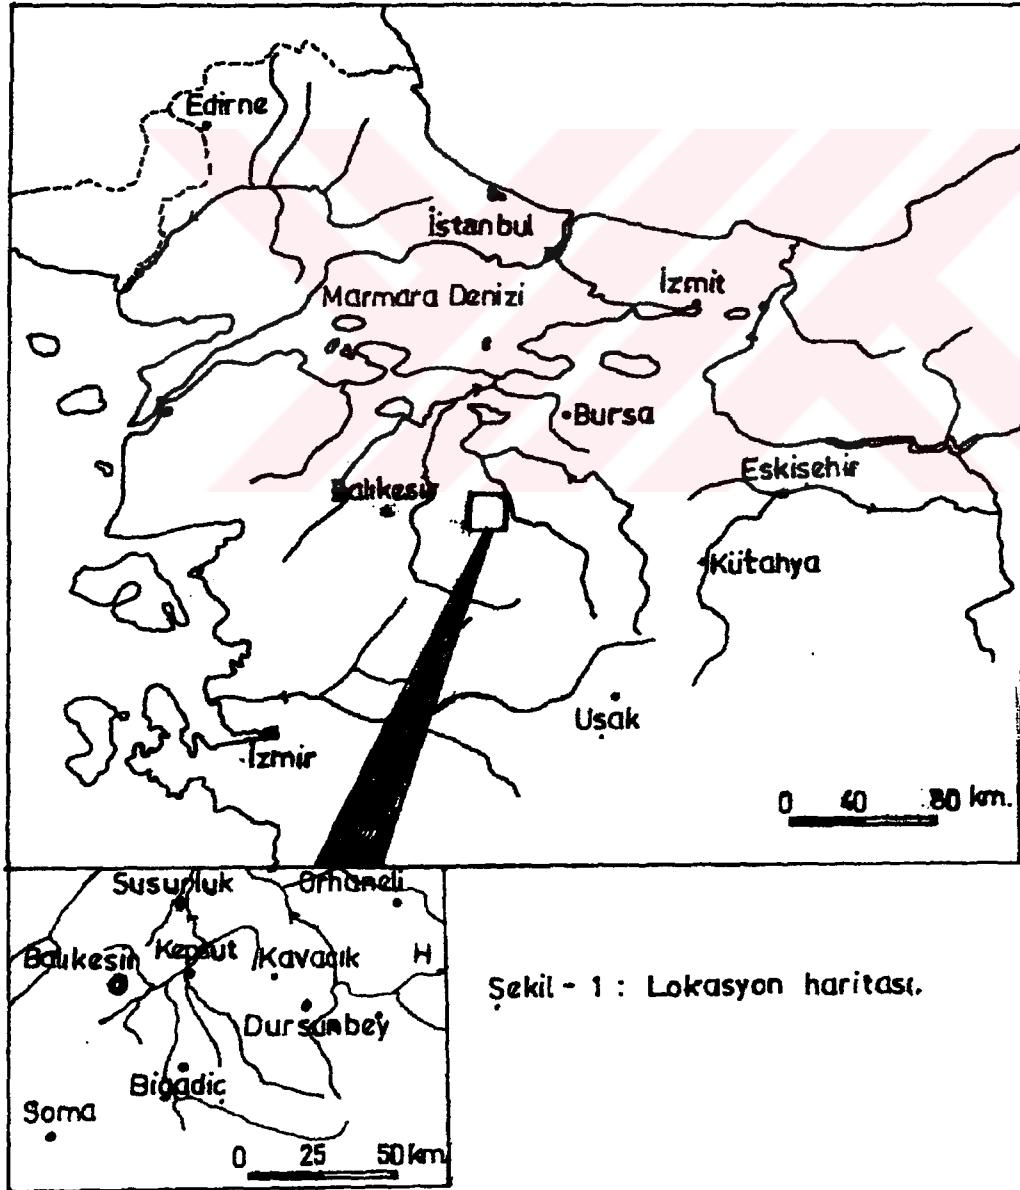 Edirne
İstanbul
Marmara Denizi
İzmit
Bursa
Eskisehir
Balıkesir
Kütahya
Uşak
İzmir
0 40 80 km.
Susurluk
Orhaneli
Balıkesir
Kepsut
Kavacık
H
Dursunbey
Bigadiç
Soma
0 25 50 km
Şekil - 1 : Lokasyon haritası.